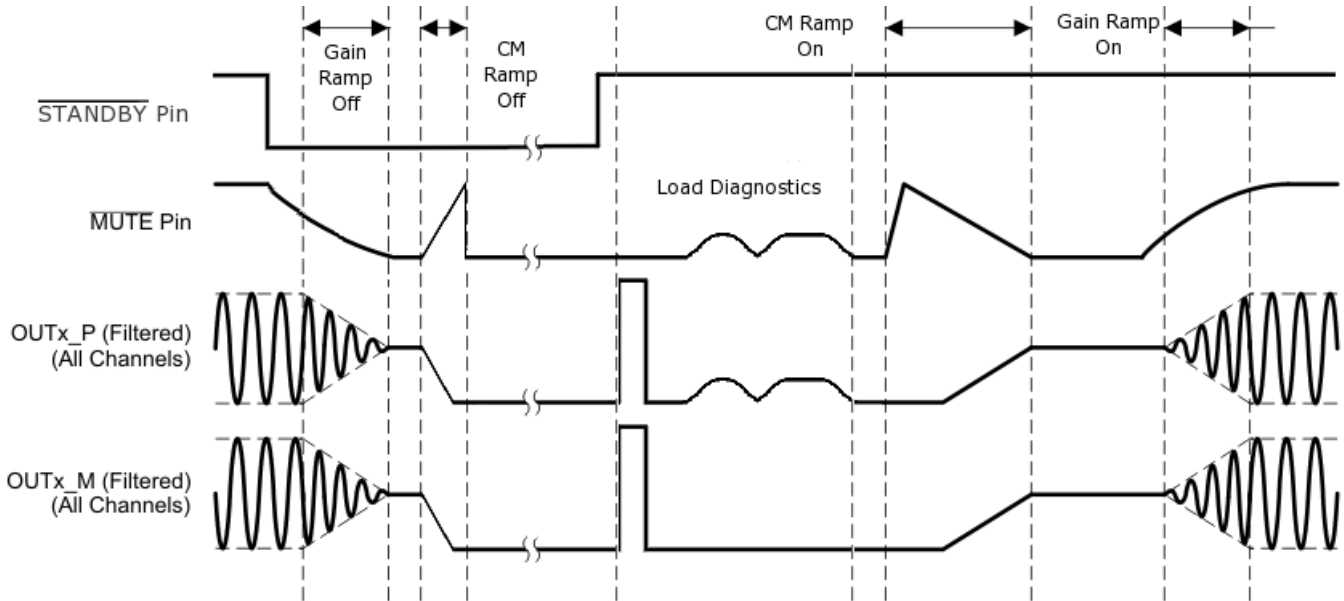 Gain
Ramp
Off
CM
Ramp
Off
CM Ramp
On
Gain Ramp
On
STANDBY Pin
MUTE Pin
Load Diagnostics
OUTx_P (Filtered)
(All Channels)
OUTx_M (Filtered)
(All Channels)